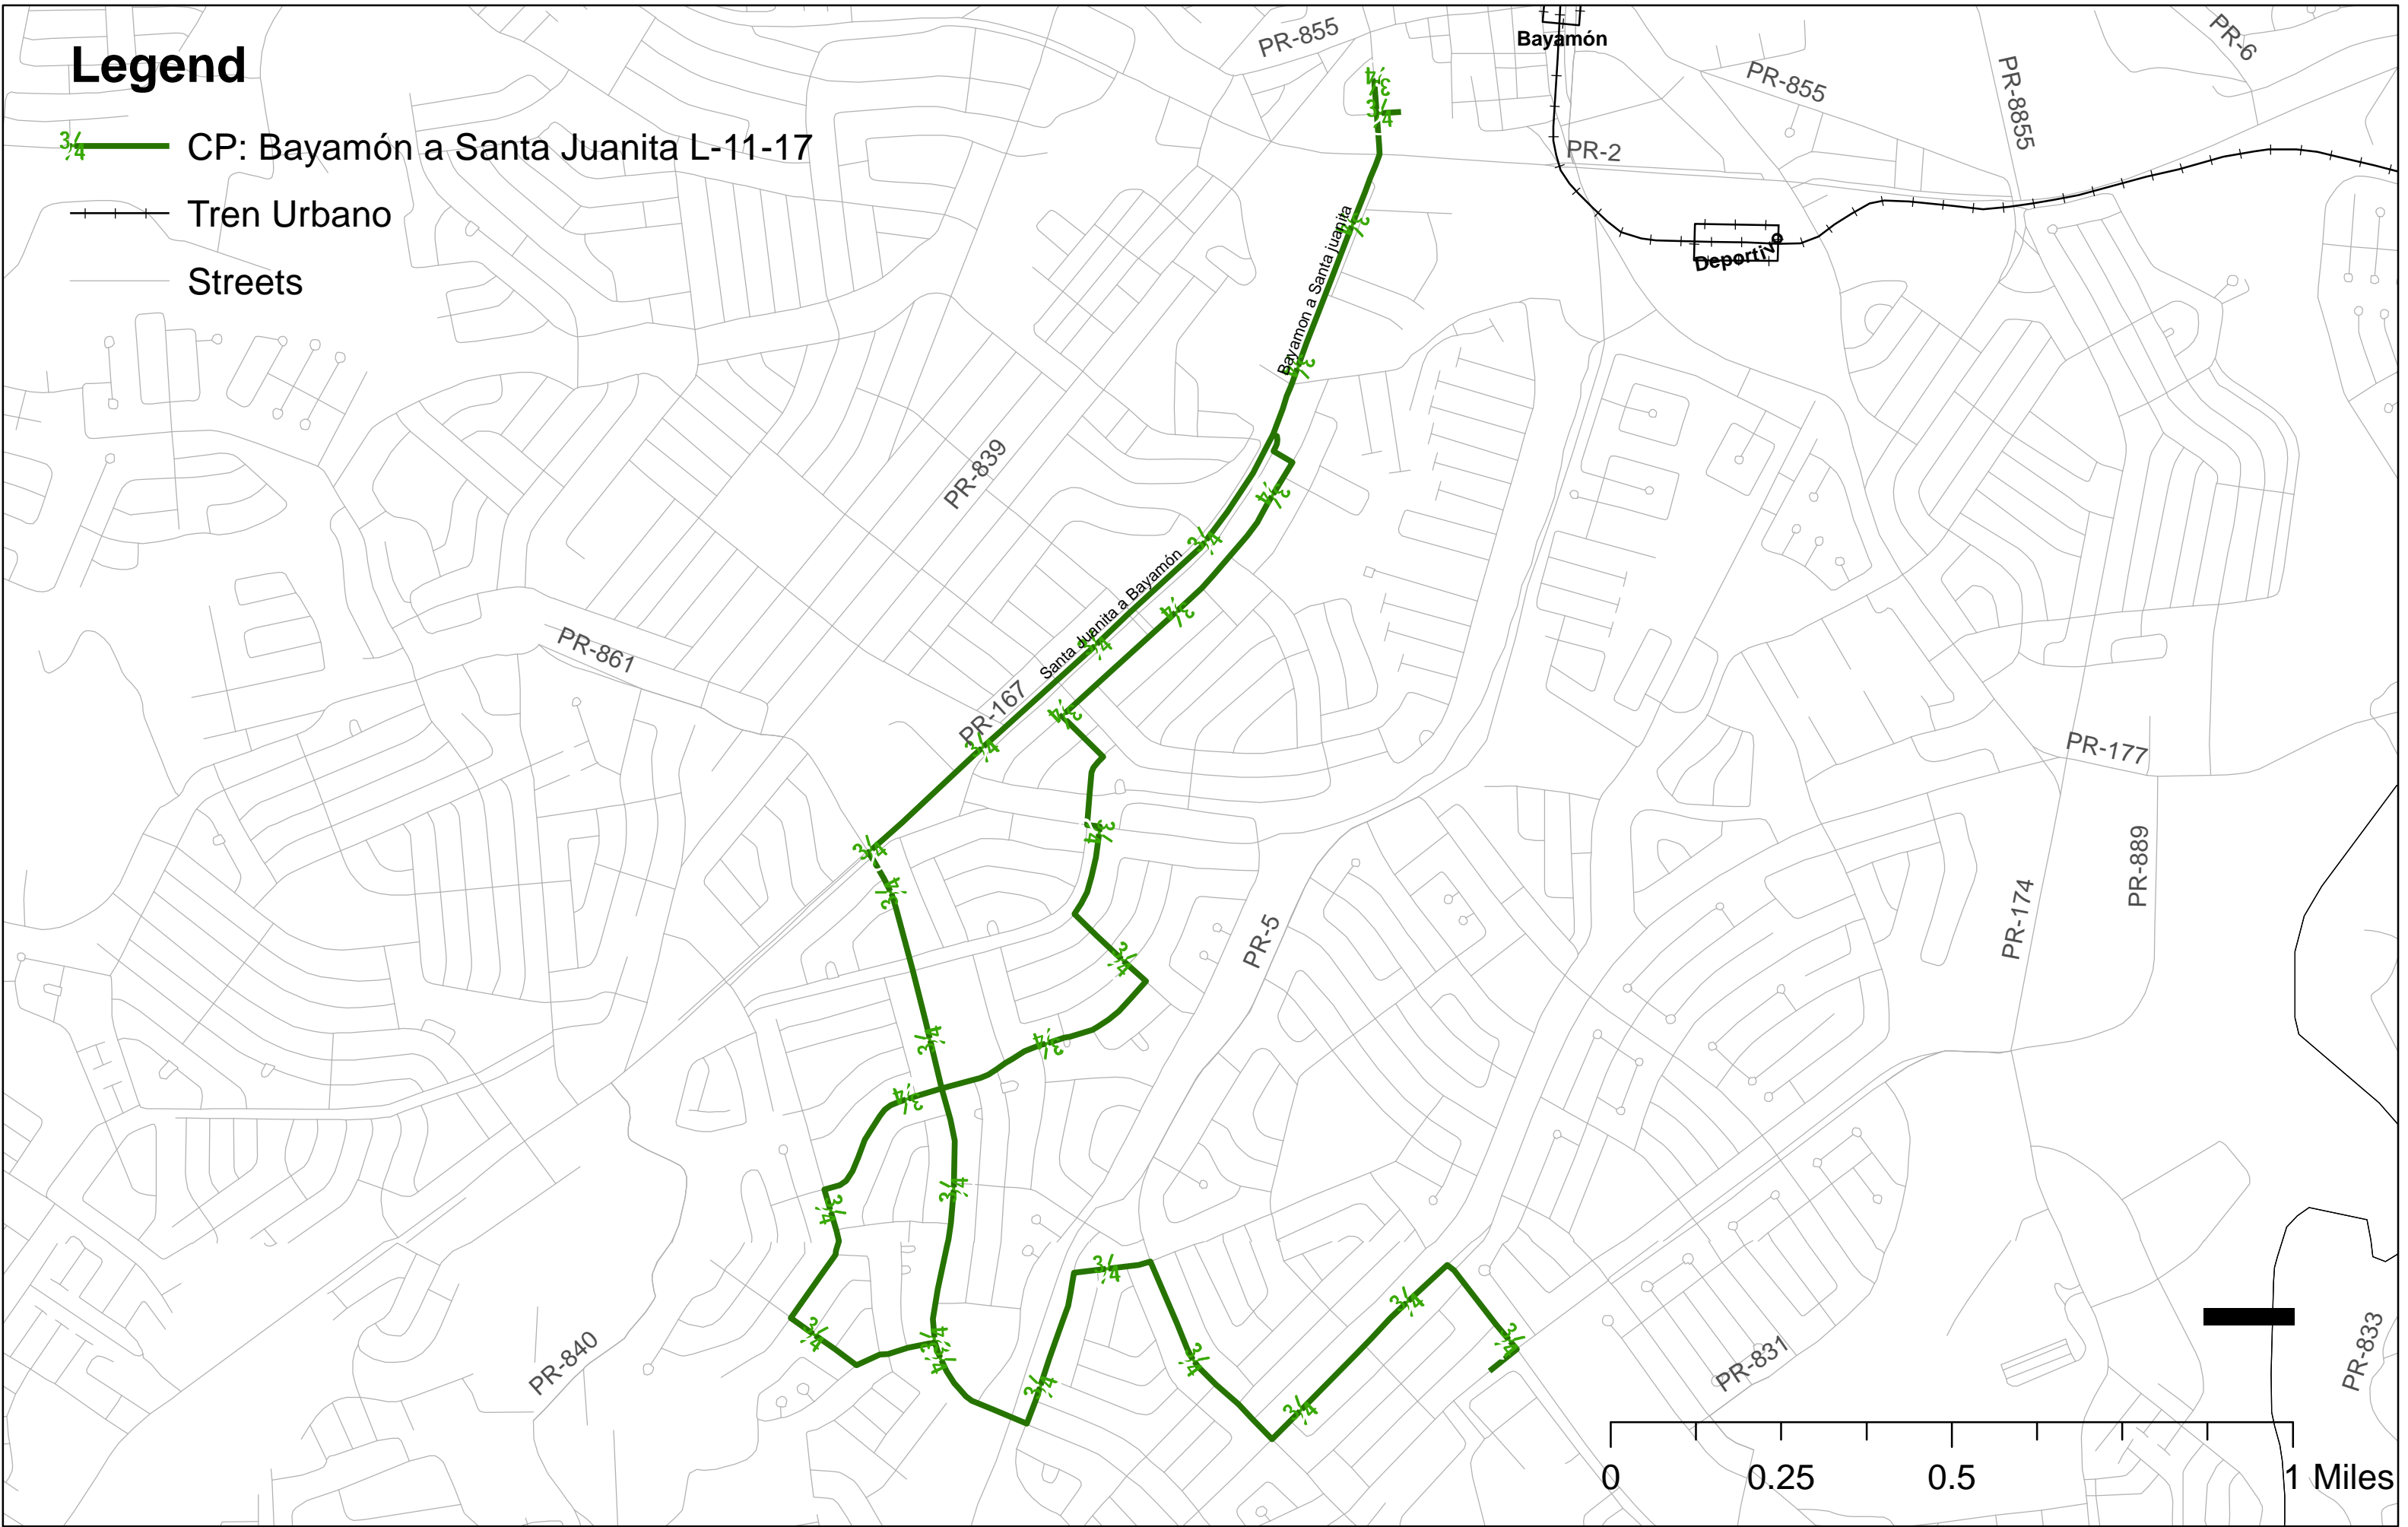 Legend
3⁄4 CP: Bayamón a Santa Juanita L-11-17
Tren Urbano
Streets
PR-855
Bayamón
PR-855
PR-8855
PR-6
PR-2
Deportivo
Bayamon a Santa juanita
PR-839
Santa Juanita a Bayamón
PR-861
PR-167
PR-177
PR-889
PR-174
PR-5
PR-840
PR-831
PR-833
0 0.25 0.5 1 Miles